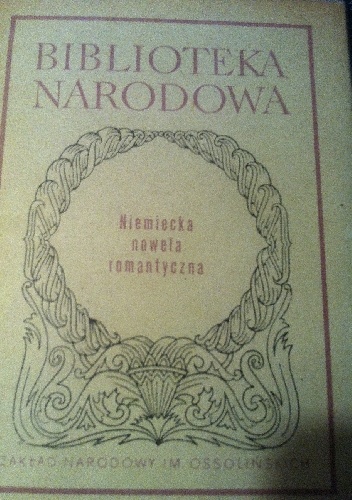 BIBLIOTEKA
NARODOWA
Niemiecka
nowela
romantyczna
ZAKŁAD NARODOWY IM. OSSOLIŃSKICH